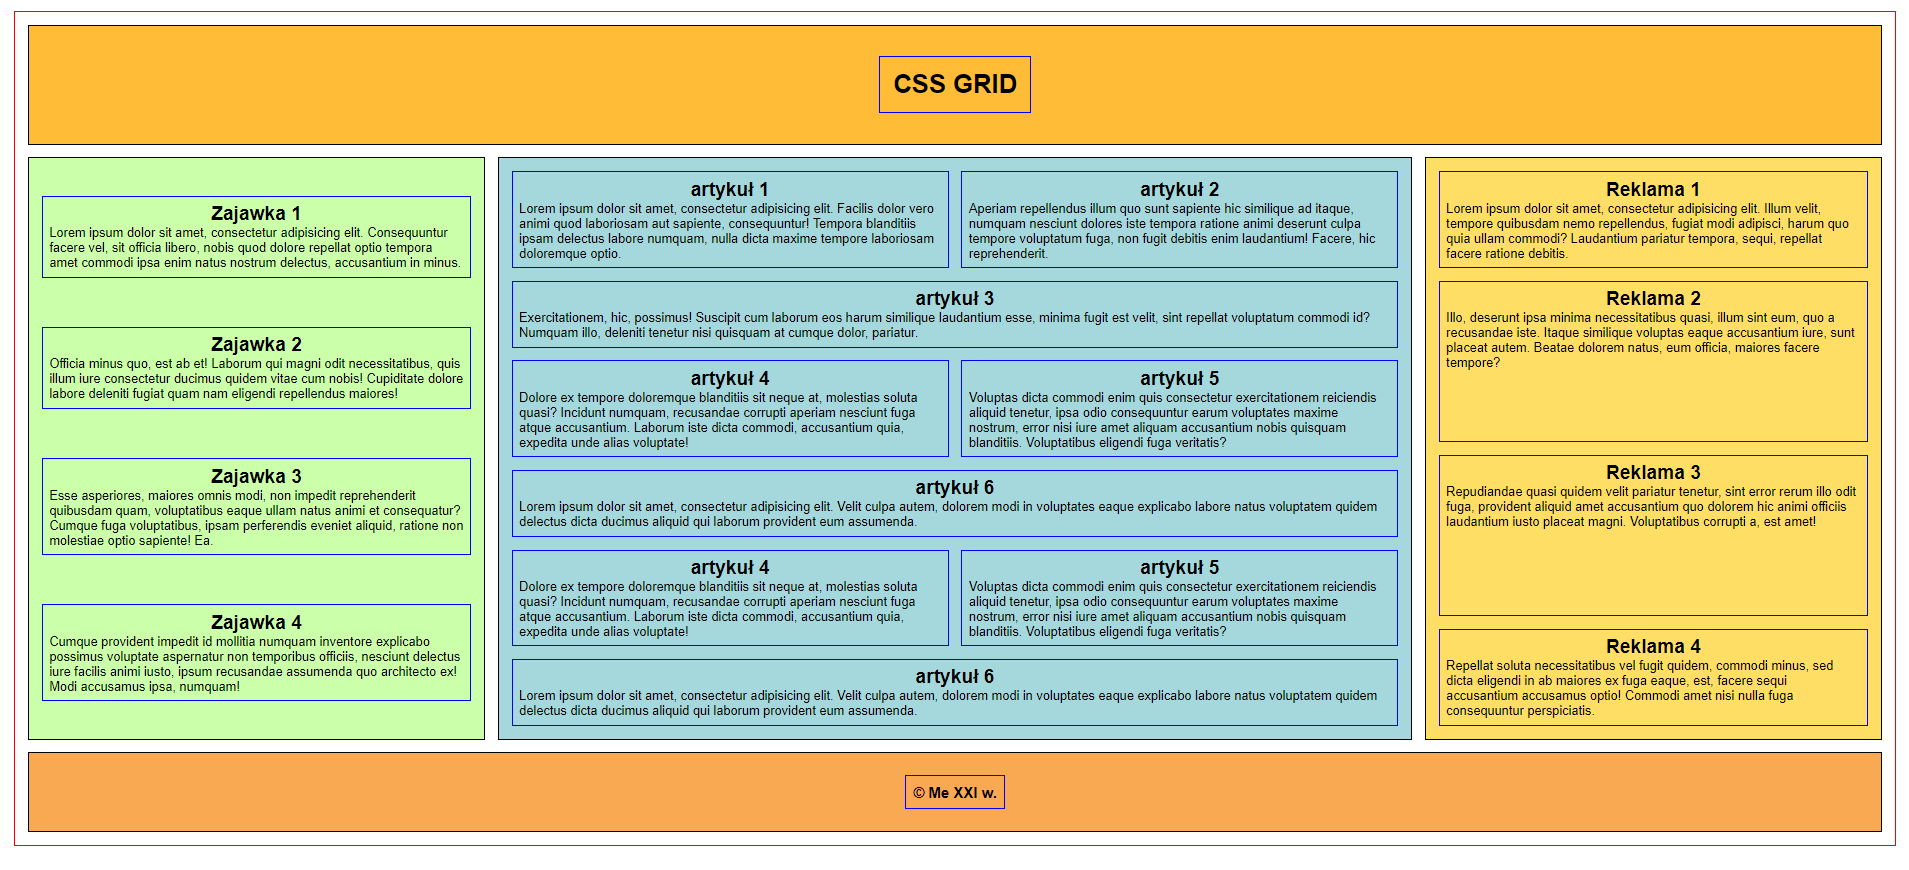 CSS GRID
Zajawka 1
Lorem ipsum dolor sit amet, consectetur adipisicing elit. Consequuntur
facere vel, sit officia libero, nobis quod dolore repellat optio tempora
amet commodi ipsa enim natus nostrum delectus, accusantium in minus.
Zajawka 2
Officia minus quo, est ab et! Laborum qui magni odit necessitatibus, quis
illum iure consectetur ducimus quidem vitae cum nobis! Cupiditate dolore
labore deleniti fugiat quam nam eligendi repellendus maiores!
Zajawka 3
Esse asperiores, maiores omnis modi, non impedit reprehenderit
quibusdam quam, voluptatibus eaque ullam natus animi et consequatur?
Cumque fuga voluptatibus, ipsam perferendis eveniet aliquid, ratione non
molestiae optio sapiente! Ea.
Zajawka 4
Cumque provident impedit id mollitia numquam inventore explicabo
possimus voluptate aspernatur non temporibus officiis, nesciunt delectus
iure facilis animi iusto, ipsum recusandae assumenda quo architecto ex!
Modi accusamus ipsa, numquam!
artykuł 1
Lorem ipsum dolor sit amet, consectetur adipisicing elit. Facilis dolor vero
animi quod laboriosam aut sapiente, consequuntur! Tempora blanditiis
ipsam delectus labore numquam, nulla dicta maxime tempore laboriosam
doloremque optio.
artykuł 2
Aperiam repellendus illum quo sunt sapiente hic similique ad itaque,
numquam nesciunt dolores iste tempora ratione animi deserunt culpa
tempore voluptatum fuga, non fugit debitis enim laudantium! Facere, hic
reprehenderit.
artykuł 3
Exercitationem, hic, possimus! Suscipit cum laborum eos harum similique laudantium esse, minima fugit est velit, sint repellat voluptatum commodi id?
Numquam illo, deleniti tenetur nisi quisquam at cumque dolor, pariatur.
artykuł 4
Dolore ex tempore doloremque blanditiis sit neque at, molestias soluta
quasi? Incidunt numquam, recusandae corrupti aperiam nesciunt fuga
atque accusantium. Laborum iste dicta commodi, accusantium quia,
expedita unde alias voluptate!
artykuł 5
Voluptas dicta commodi enim quis consectetur exercitationem reiciendis
aliquid tenetur, ipsa odio consequuntur earum voluptates maxime
nostrum, error nisi iure amet aliquam accusantium nobis quisquam
blanditiis. Voluptatibus eligendi fuga veritatis?
artykuł 6
Lorem ipsum dolor sit amet, consectetur adipisicing elit. Velit culpa autem, dolorem modi in voluptates eaque explicabo labore natus voluptatem quidem
delectus dicta ducimus aliquid qui laborum provident eum assumenda.
artykuł 4
Dolore ex tempore doloremque blanditiis sit neque at, molestias soluta
quasi? Incidunt numquam, recusandae corrupti aperiam nesciunt fuga
atque accusantium. Laborum iste dicta commodi, accusantium quia,
expedita unde alias voluptate!
artykuł 5
Voluptas dicta commodi enim quis consectetur exercitationem reiciendis
aliquid tenetur, ipsa odio consequuntur earum voluptates maxime
nostrum, error nisi iure amet aliquam accusantium nobis quisquam
blanditiis. Voluptatibus eligendi fuga veritatis?
artykuł 6
Lorem ipsum dolor sit amet, consectetur adipisicing elit. Velit culpa autem, dolorem modi in voluptates eaque explicabo labore natus voluptatem quidem
delectus dicta ducimus aliquid qui laborum provident eum assumenda.
Reklama 1
Lorem ipsum dolor sit amet, consectetur adipisicing elit. Illum velit,
tempore quibusdam nemo repellendus, fugiat modi adipisci, harum quo
quia ullam commodi? Laudantium pariatur tempora, sequi, repellat
facere ratione debitis.
Reklama 2
Illo, deserunt ipsa minima necessitatibus quasi, illum sint eum, quo a
recusandae iste. Itaque similique voluptas eaque accusantium iure, sunt
placeat autem. Beatae dolorem natus, eum officia, maiores facere
tempore?
Reklama 3
Repudiandae quasi quidem velit pariatur tenetur, sint error rerum illo odit
fuga, provident aliquid amet accusantium quo dolorem hic animi officiis
laudantium iusto placeat magni. Voluptatibus corrupti a, est amet!
Reklama 4
Repellat soluta necessitatibus vel fugit quidem, commodi minus, sed
dicta eligendi in ab maiores ex fuga eaque, est, facere sequi
accusantium accusamus optio! Commodi amet nisi nulla fuga
consequuntur perspiciatis.
© Me XXI w.